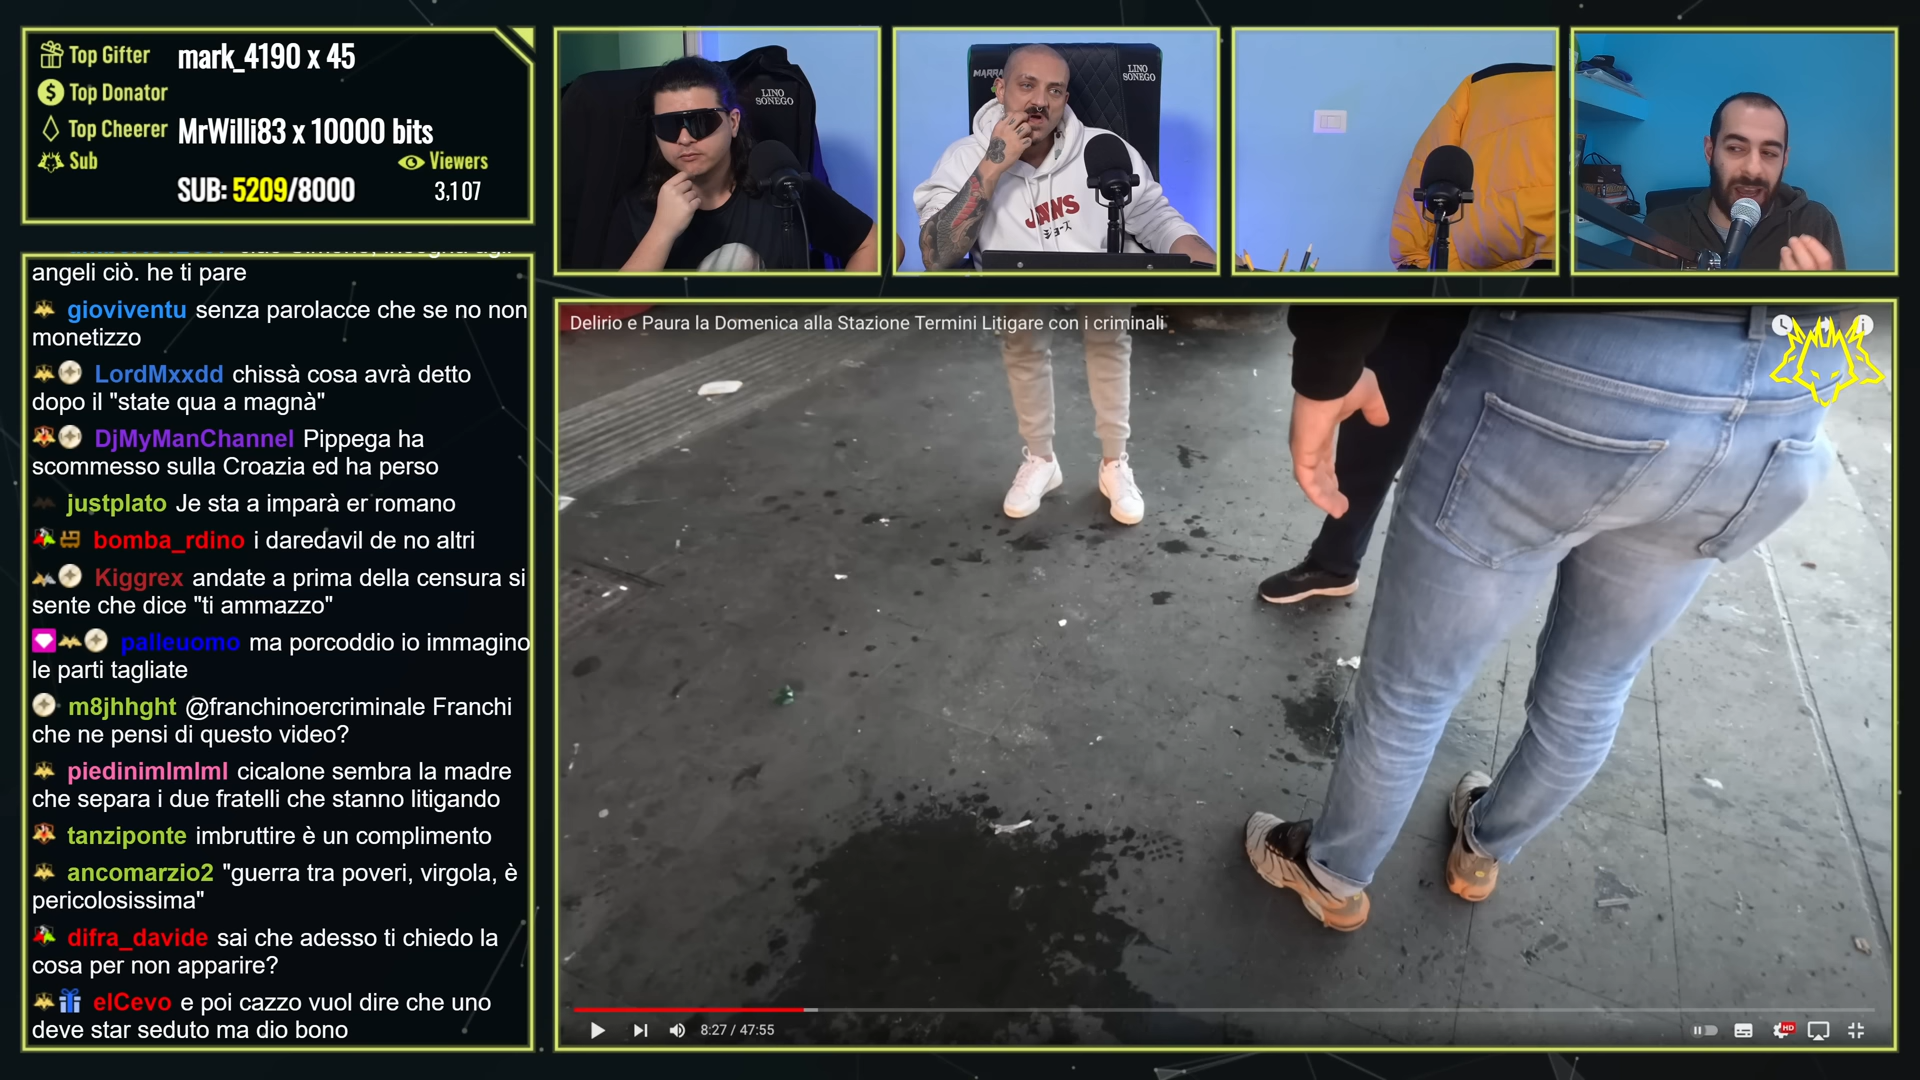 Top Gifter mark_4190 x 45
Top Donator
Top Cheerer MrWilli83 x 10000 bits
Sub Viewers
SUB: 5209/8000 3,107
angeli ciò. he ti pare
gioviventu senza parolacce che se no non
monetizzo
LordMxxdd chissà cosa avrà detto
dopo il "state qua a magnà"
DjMyManChannel Pippega ha
scommesso sulla Croazia ed ha perso
justplato Je sta a imparà er romano
bomba_rdino i daredavil de no altri
Kiggrex andate a prima della censura si
sente che dice "ti ammazzo"
palleuomo ma porcoddio io immagino
le parti tagliate
m8jhhght @franchinoercriminale Franchi
che ne pensi di questo video?
piedinimlmlml cicalone sembra la madre
che separa i due fratelli che stanno litigando
tanziponte imbruttire è un complimento
ancomarzio2 "guerra tra poveri, virgola, è
pericolosissima"
difra_davide sai che adesso ti chiedo la
cosa per non apparire?
elCevo e poi cazzo vuol dire che uno
deve star seduto ma dio bono
LINO
SONEGO
LINO
SONEGO
JAWS
ジョーズ
Delirio e Paura la Domenica alla Stazione Termini Litigare con i criminali
8:27 / 47:55
HD